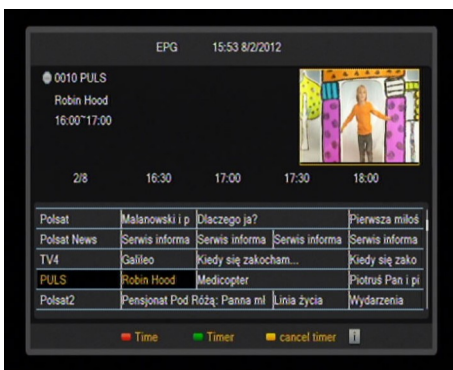 EPG 15:53 8/2/2012
0010 PULS
Robin Hood
16:00~17:00
2/8 16:30 17:00 17:30 18:00
Polsat Malanowski i p Dlaczego ja? Pierwsza miloś
Polsat News Serwis informa Serwis informa Serwis informa Serwis informa
TV4 Galileo Kiedy się zakocham... Kiedy się zako
PULS Robin Hood Medicopter Piotruś Pan i pi
Polsat2 Pensjonat Pod Różą: Panna mł Linia życia Wydarzenia
Time Timer cancel timer i